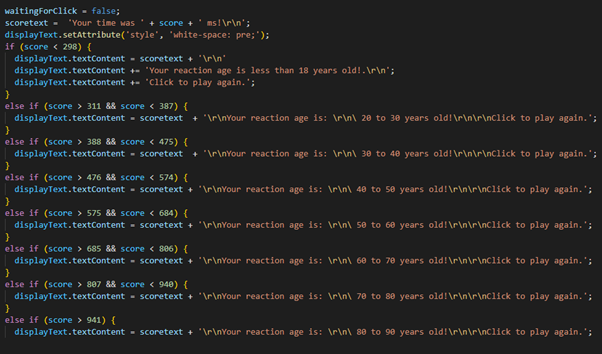 waitingForClick = false;
scoretext =  'Your time was ' + score + ' ms!\r\n';
displayText.setAttribute('style', 'white-space: pre;');
if (score < 298) {
  displayText.textContent = scoretext + '\r\n'
  displayText.textContent += 'Your reaction age is less than 18 years old!.\r\n';
  displayText.textContent += 'Click to play again.';
}
else if (score > 311 && score < 387) {
  displayText.textContent = scoretext  + '\r\nYour reaction age is: \r\n\ 20 to 30 years old!\r\n\r\nClick to play again.';
}
else if (score > 388 && score < 475) {
  displayText.textContent = scoretext  + '\r\nYour reaction age is: \r\n\ 30 to 40 years old!\r\n\r\nClick to play again.';
}
else if (score > 476 && score < 574) {
  displayText.textContent = scoretext + '\r\nYour reaction age is: \r\n\ 40 to 50 years old!\r\n\r\nClick to play again.';
}
else if (score > 575 && score < 684) {
  displayText.textContent = scoretext + '\r\nYour reaction age is: \r\n\ 50 to 60 years old!\r\n\r\nClick to play again.';
}
else if (score > 685 && score < 806) {
  displayText.textContent = scoretext + '\r\nYour reaction age is: \r\n\ 60 to 70 years old!\r\n\r\nClick to play again.';
}
else if (score > 807 && score < 940) {
  displayText.textContent = scoretext + '\r\nYour reaction age is: \r\n\ 70 to 80 years old!\r\n\r\nClick to play again.';
}
else if (score > 941) {
  displayText.textContent = scoretext + '\r\nYour reaction age is: \r\n\ 80 to 90 years old!\r\n\r\nClick to play again.';